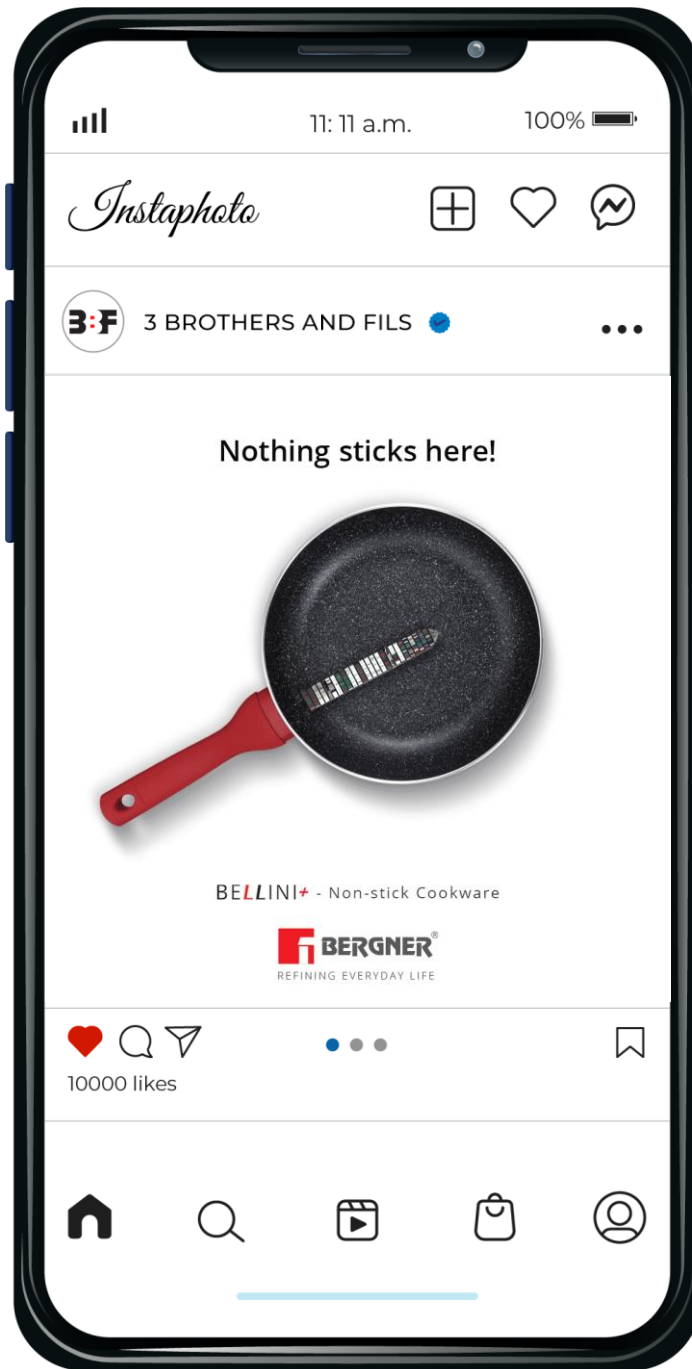 11: 11 a.m.
100%
Instaphoto
B:F 3 BROTHERS AND FILS
Nothing sticks here!
BELLINI+ - Non-stick Cookware
BERGNER®
REFINING EVERYDAY LIFE
10000 likes